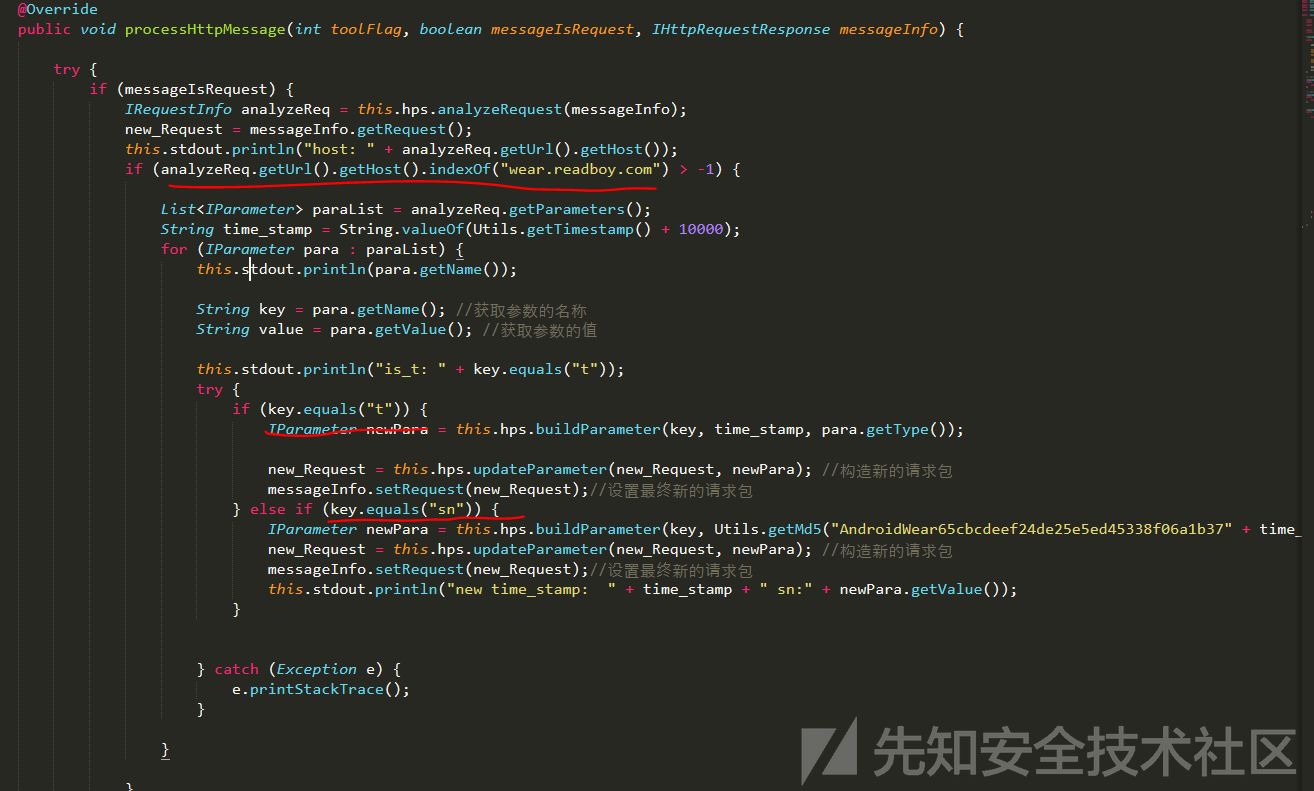 @Override
public void processHttpMessage(int toolFlag, boolean messageIsRequest, IHttpRequestResponse messageInfo) {
try {
if (messageIsRequest) {
IRequestInfo analyzeReq = this.hps.analyzeRequest(messageInfo);
new_Request = messageInfo.getRequest();
this.stdout.println("host: " + analyzeReq.getUrl().getHost());
if (analyzeReq.getUrl().getHost().indexOf("wear.readboy.com") > -1) {
List<IParameter> paraList = analyzeReq.getParameters();
String time_stamp = String.valueOf(Utils.getTimestamp() + 10000);
for (IParameter para : paraList) {
this.stdout.println(para.getName());
String key = para.getName(); //获取参数的名称
String value = para.getValue(); //获取参数的值
this.stdout.println("is_t: " + key.equals("t"));
try {
if (key.equals("t")) {
IParameter newPara = this.hps.buildParameter(key, time_stamp, para.getType());
new_Request = this.hps.updateParameter(new_Request, newPara); //构造新的请求包
messageInfo.setRequest(new_Request);//设置最终新的请求包
} else if (key.equals("sn")) {
IParameter newPara = this.hps.buildParameter(key, Utils.getMd5("AndroidWear65cbcdeef24de25e5ed45338f06a1b37" + time_
new_Request = this.hps.updateParameter(new_Request, newPara); //构造新的请求包
messageInfo.setRequest(new_Request);//设置最终新的请求包
this.stdout.println("new time_stamp:  " + time_stamp + " sn:" + newPara.getValue());
}
} catch (Exception e) {
e.printStackTrace();
}
}
}
先知安全技术社区